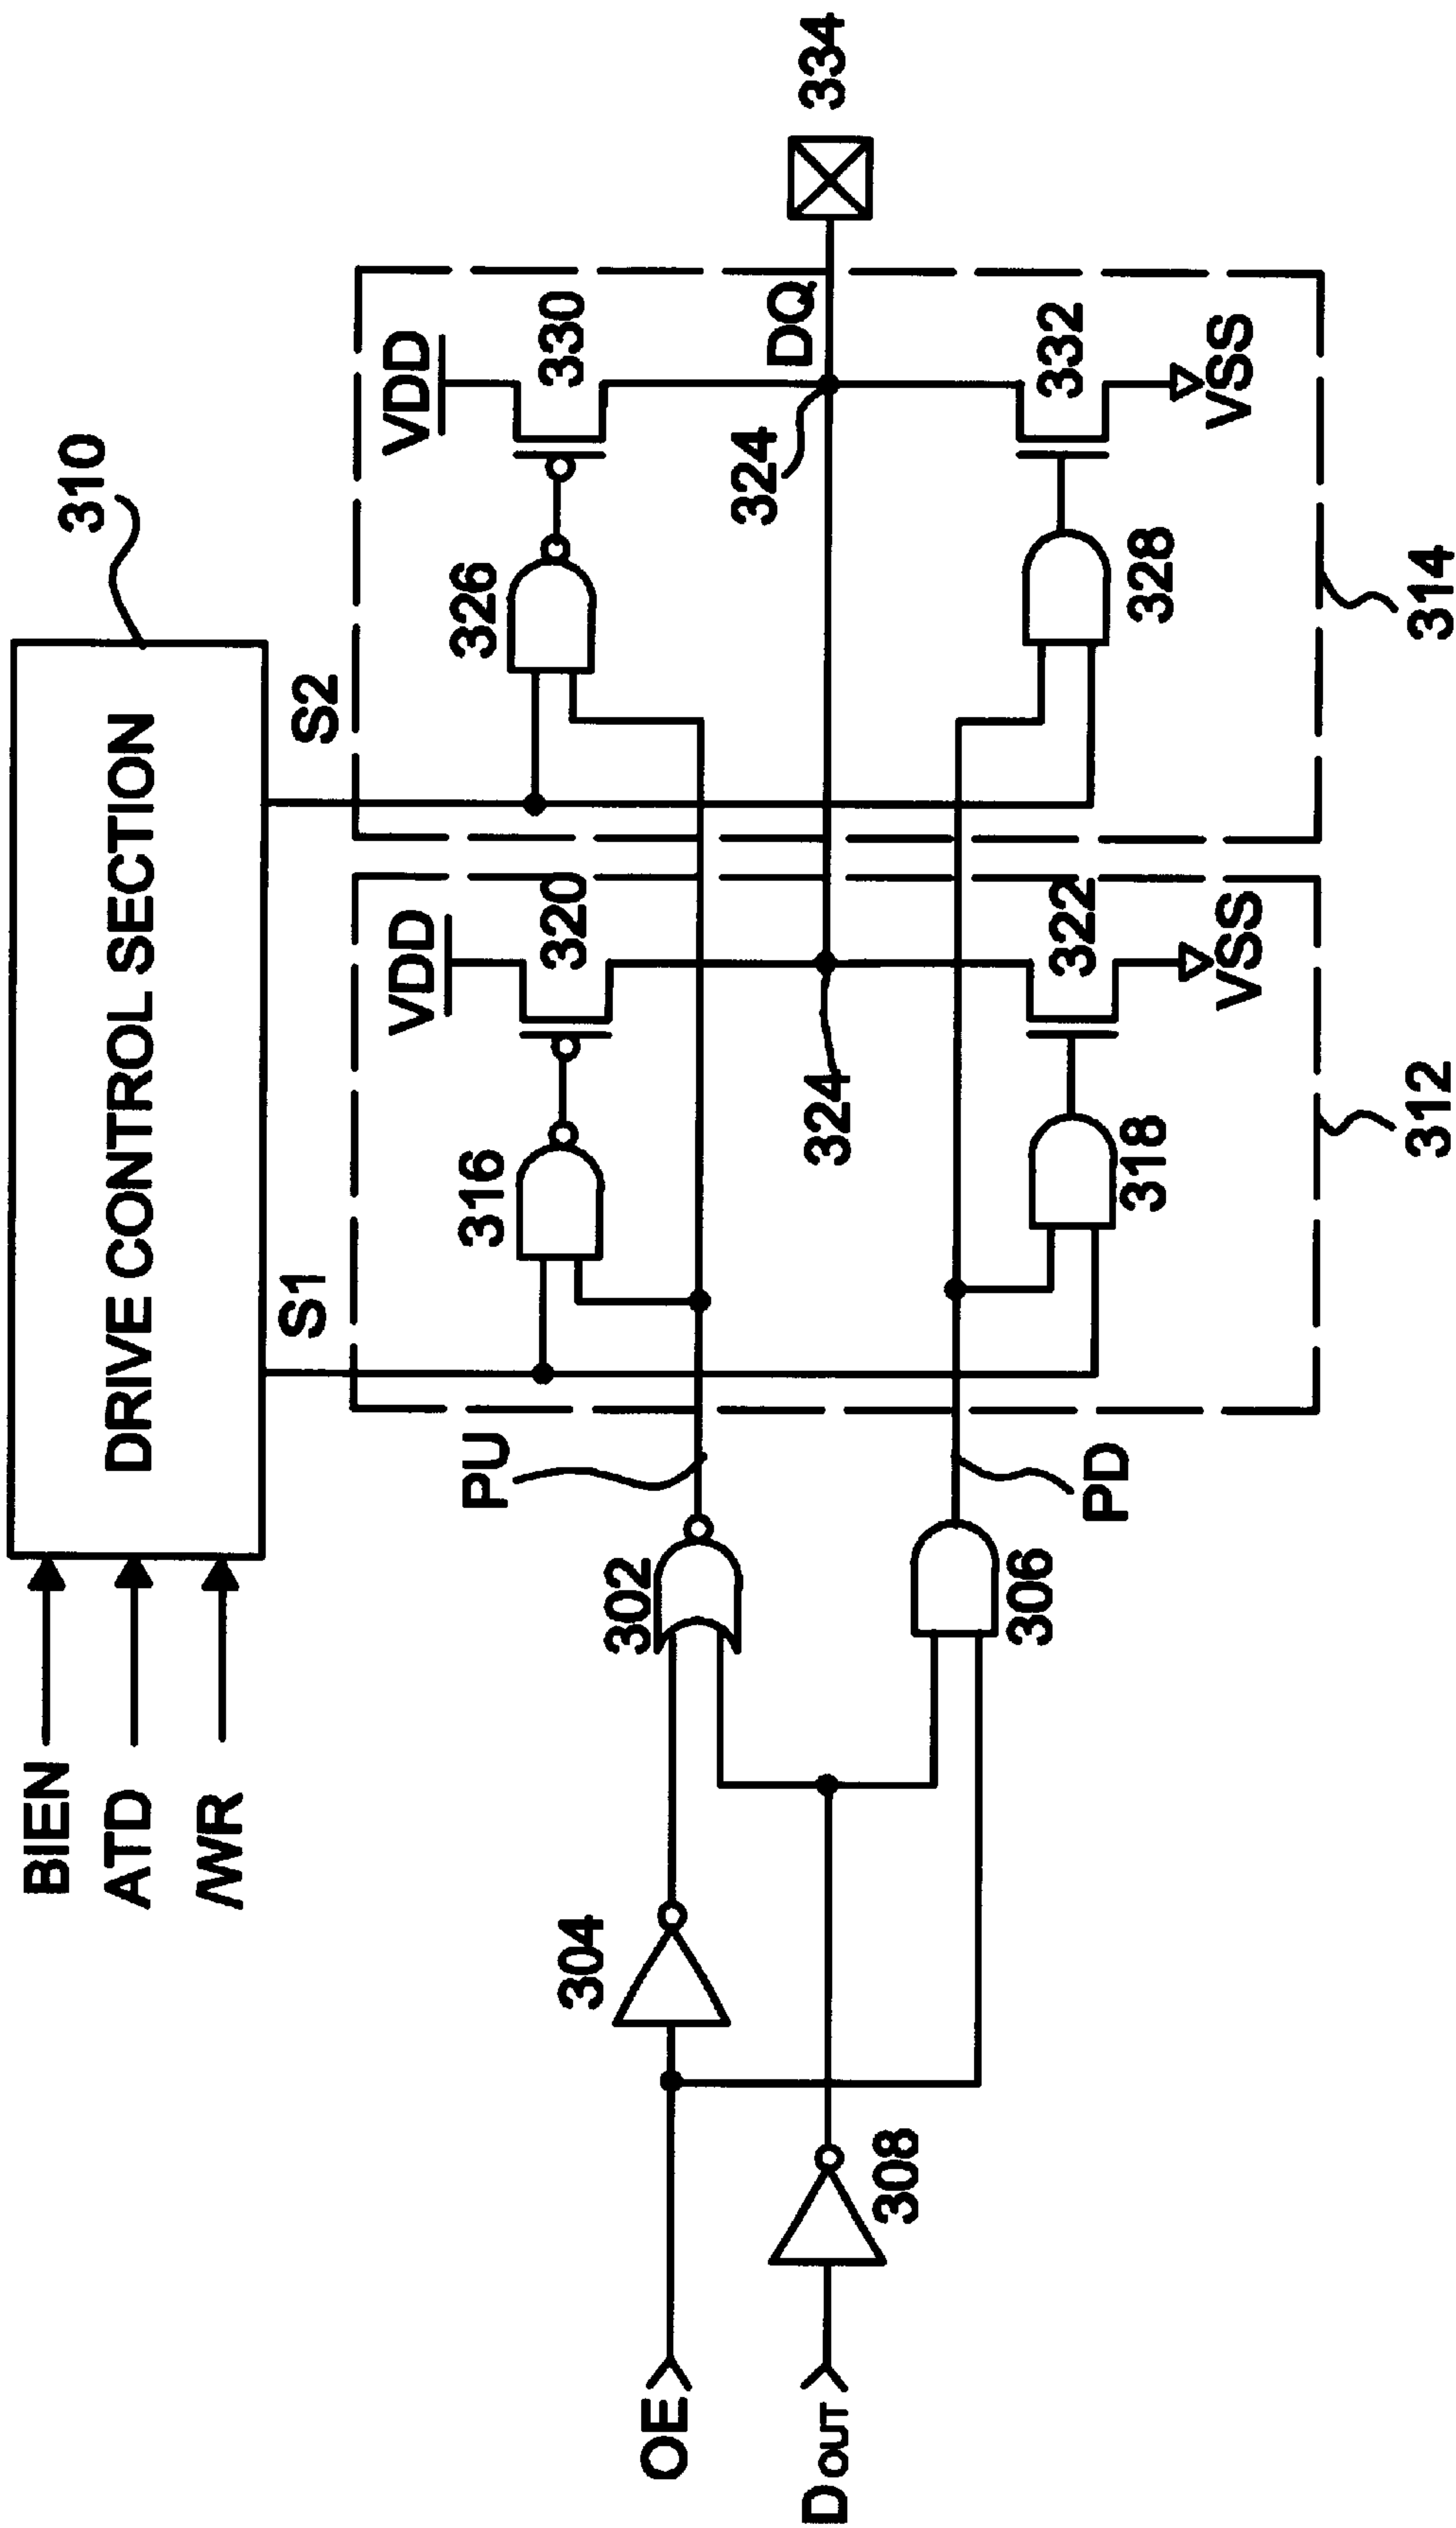 310
DRIVE CONTROL SECTION
BIEN
ATD
/WR
S1
S2
VDD
VDD
316
320
326
330
PU
302
304
324
324
DQ
334
OE
DOUT
308
306
PD
318
322
328
332
VSS
VSS
312
314